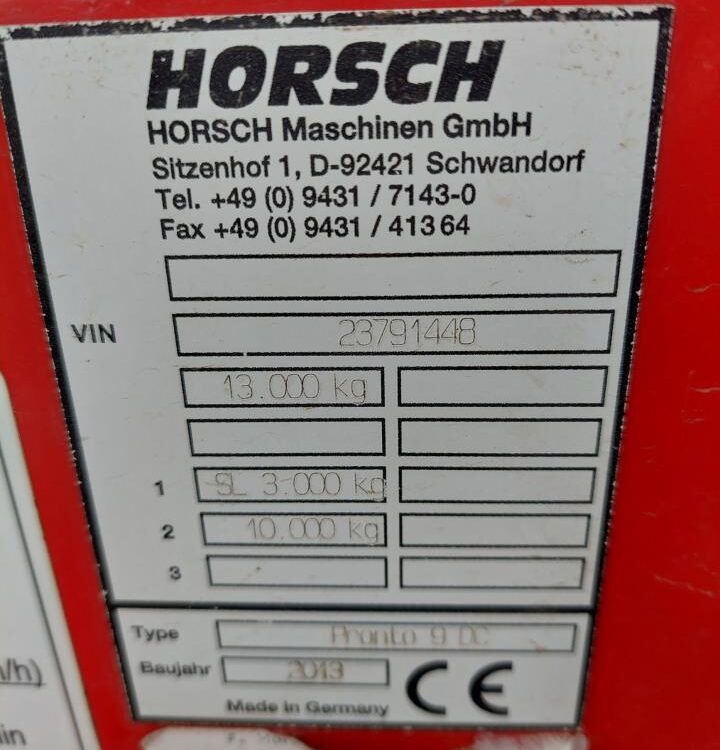 HORSCH
HORSCH Maschinen GmbH
Sitzenhof 1, D-92421 Schwandorf
Tel. +49 (0) 9431 / 7143-0
Fax +49 (0) 9431 / 41364
VIN 23791448
13.000 kg
1 SL 3.000 kg
2 10.000 kg
3
Type Pronto 9 DC
Baujahr 2013
Made in Germany
CE
/h)